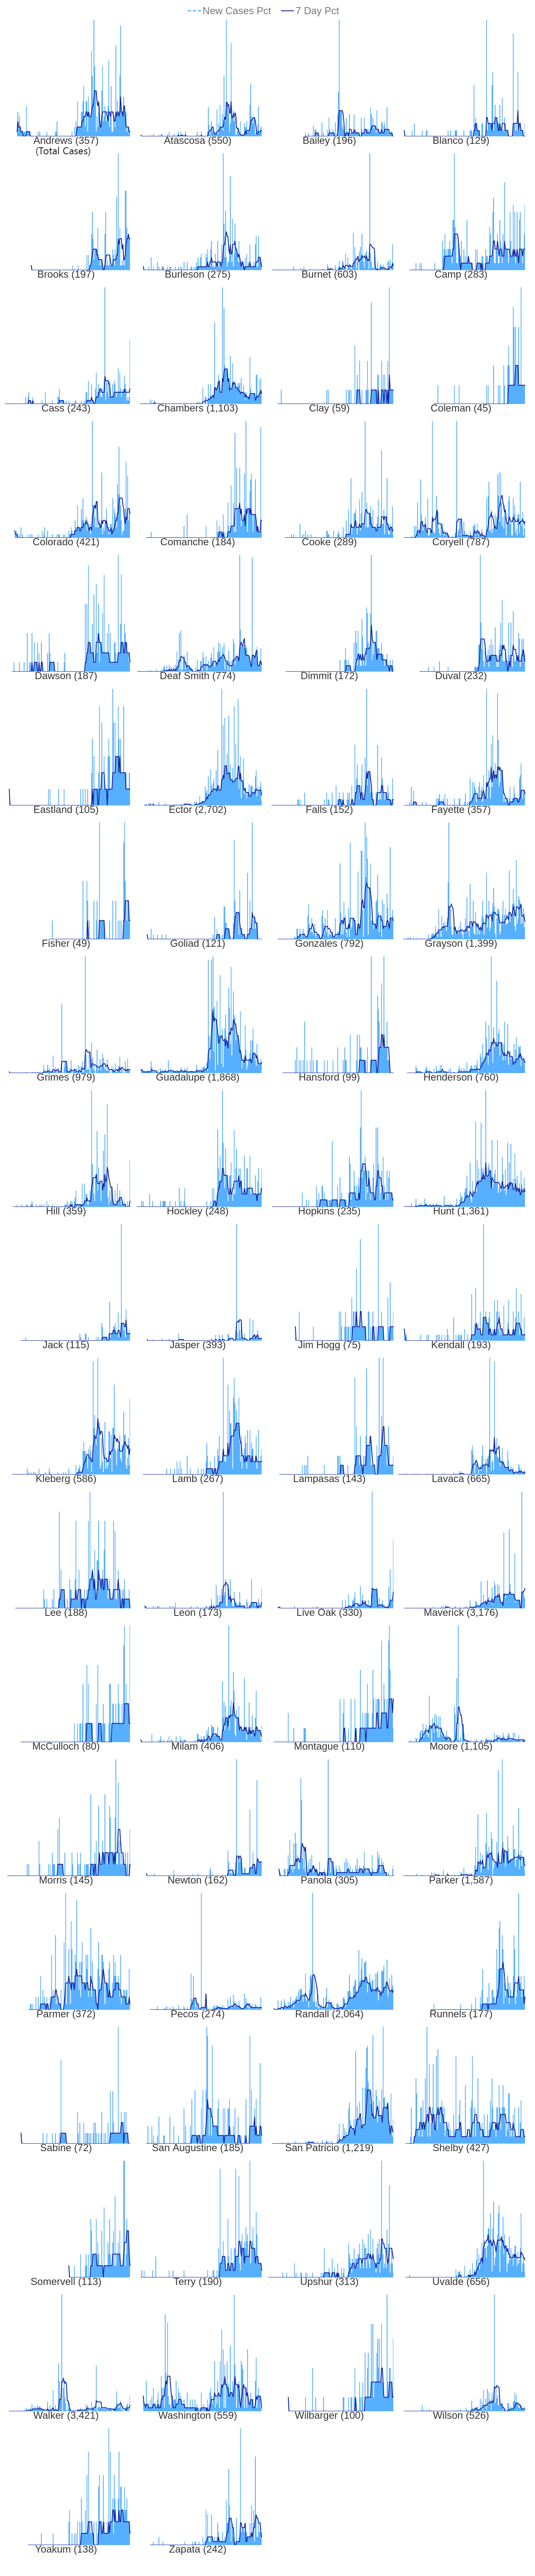 New Cases Pct 7 Day Pct
Andrews (357) Atascosa (550) Bailey (196) Blanco (129)
(Total Cases)
Brooks (197) Burleson (275) Burnet (603) Camp (283)
Cass (243) Chambers (1,103) Clay (59) Coleman (45)
Colorado (421) Comanche (184) Cooke (289) Coryell (787)
Dawson (187) Deaf Smith (774) Dimmit (172) Duval (232)
Eastland (105) Ector (2,702) Falls (152) Fayette (357)
Fisher (49) Goliad (121) Gonzales (792) Grayson (1,399)
Grimes (979) Guadalupe (1,868) Hansford (99) Henderson (760)
Hill (359) Hockley (248) Hopkins (235) Hunt (1,361)
Jack (115) Jasper (393) Jim Hogg (75) Kendall (193)
Kleberg (586) Lamb (267) Lampasas (143) Lavaca (665)
Lee (188) Leon (173) Live Oak (330) Maverick (3,176)
McCulloch (80) Milam (406) Montague (110) Moore (1,105)
Morris (145) Newton (162) Panola (305) Parker (1,587)
Parmer (372) Pecos (274) Randall (2,064) Runnels (177)
Sabine (72) San Augustine (185) San Patricio (1,219) Shelby (427)
Somervell (113) Terry (190) Upshur (313) Uvalde (656)
Walker (3,421) Washington (559) Wilbarger (100) Wilson (526)
Yoakum (138) Zapata (242)